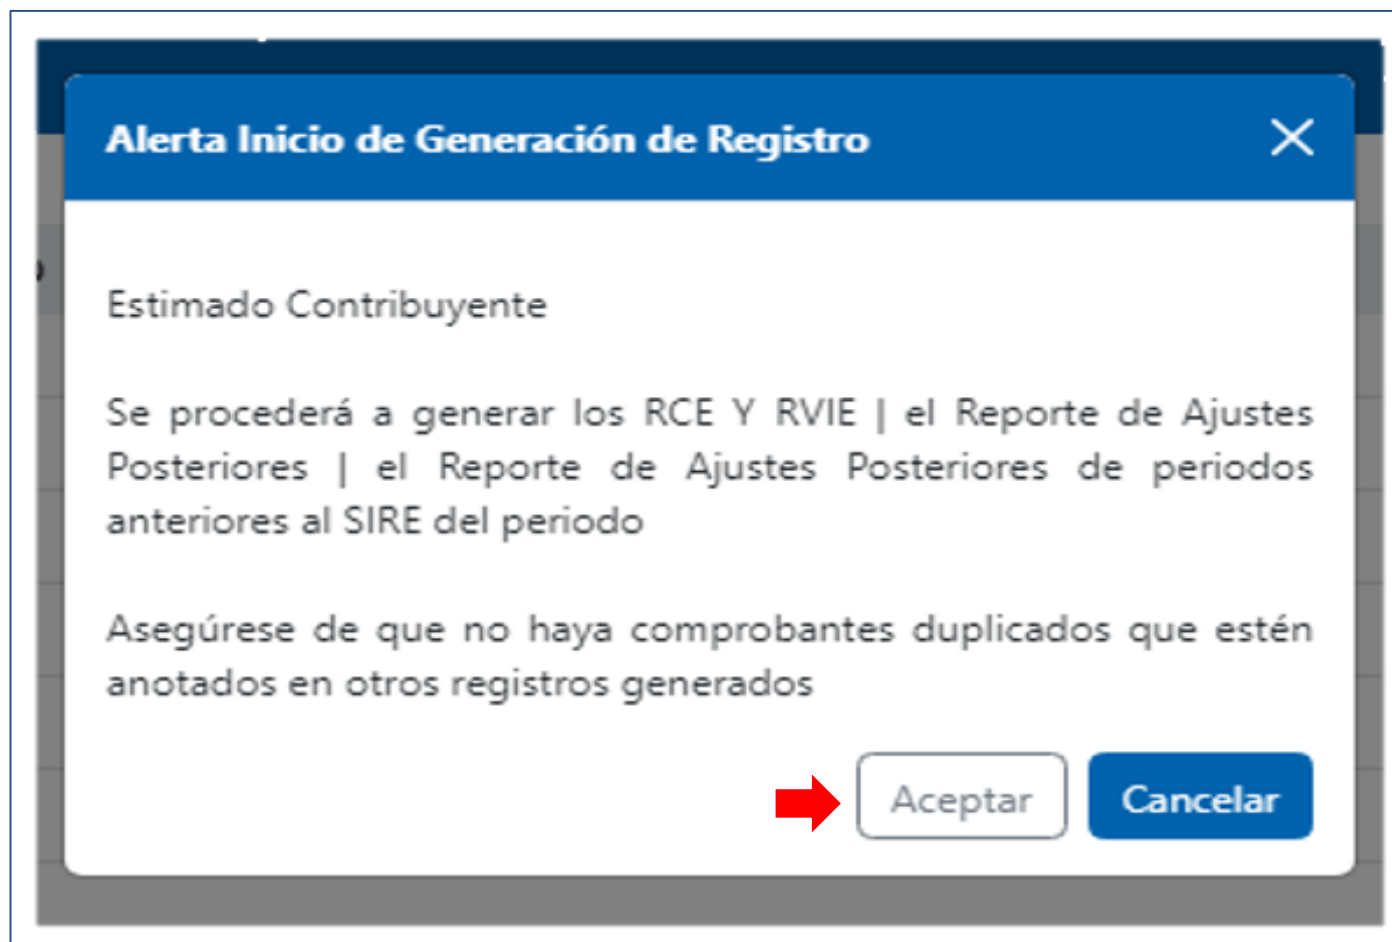 Alerta Inicio de Generación de Registro
Estimado Contribuyente
Se procederá a generar los RCE Y RVIE | el Reporte de Ajustes
Posteriores | el Reporte de Ajustes Posteriores de periodos
anteriores al SIRE del periodo
Asegúrese de que no haya comprobantes duplicados que estén
anotados en otros registros generados
Aceptar
Cancelar